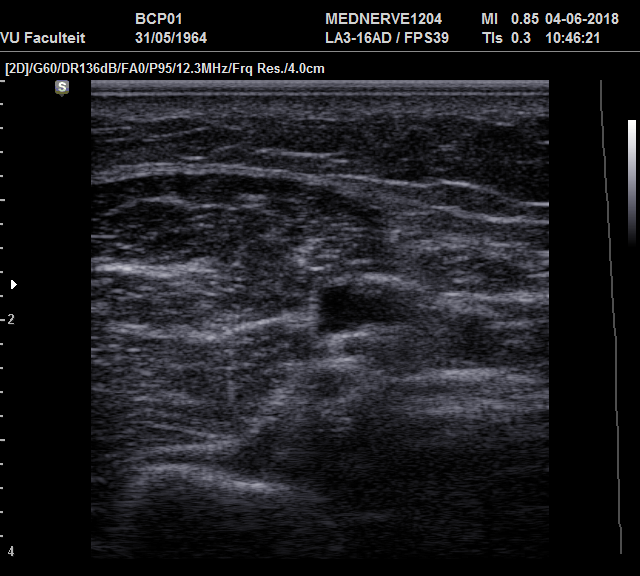 BCP01 MEDNERVE1204 MI 0.85 04-06-2018
VU Faculteit 31/05/1964 LA3-16AD / FPS39 TIs 0.3 10:46:21
[2D]/G60/DR136dB/FA0/P95/12.3MHz/Frq Res./4.0cm
S
2
4